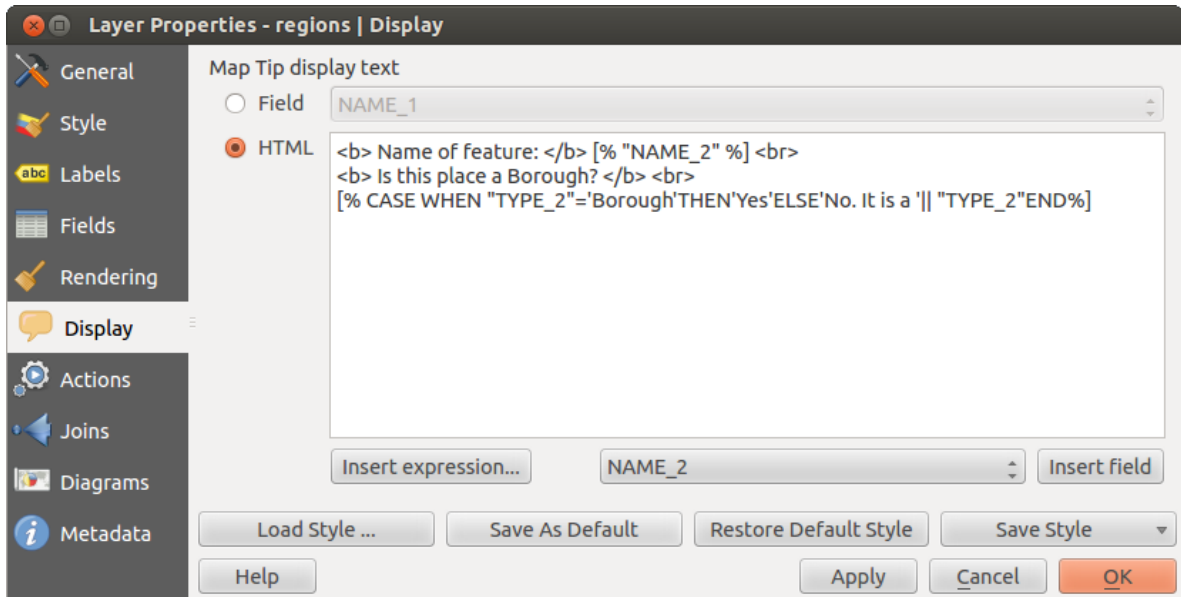 Layer Properties - regions | Display
General
Style
abc Labels
Fields
Rendering
Display
Actions
Joins
Diagrams
Metadata
Map Tip display text
Field NAME_1
HTML
<b> Name of feature: </b> [% "NAME_2" %] <br>
<b> Is this place a Borough? </b> <br>
[% CASE WHEN "TYPE_2"='Borough'THEN'Yes'ELSE'No. It is a '|| "TYPE_2"END%]
Insert expression... NAME_2 Insert field
Load Style ... Save As Default Restore Default Style Save Style
Help Apply Cancel OK